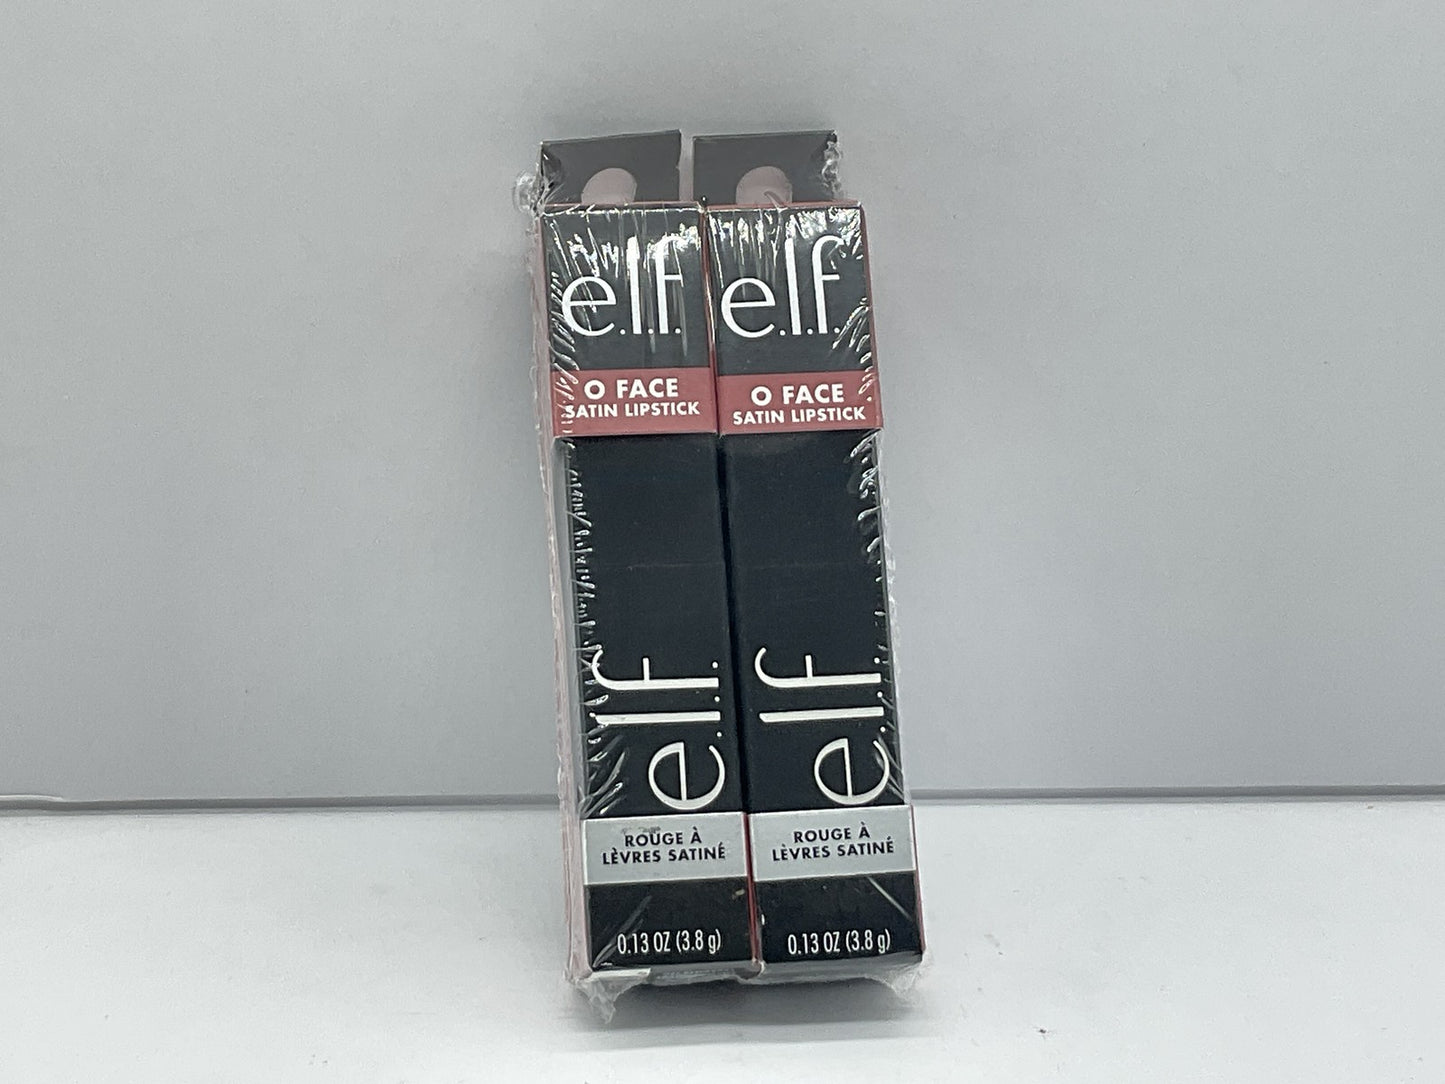 e.l.f.
O FACE
SATIN LIPSTICK
e.l.f.
ROUGE À
LÈVRES SATINÉ
0.13 OZ (3.8 g)
e.l.f.
O FACE
SATIN LIPSTICK
e.l.f.
ROUGE À
LÈVRES SATINÉ
0.13 OZ (3.8 g)